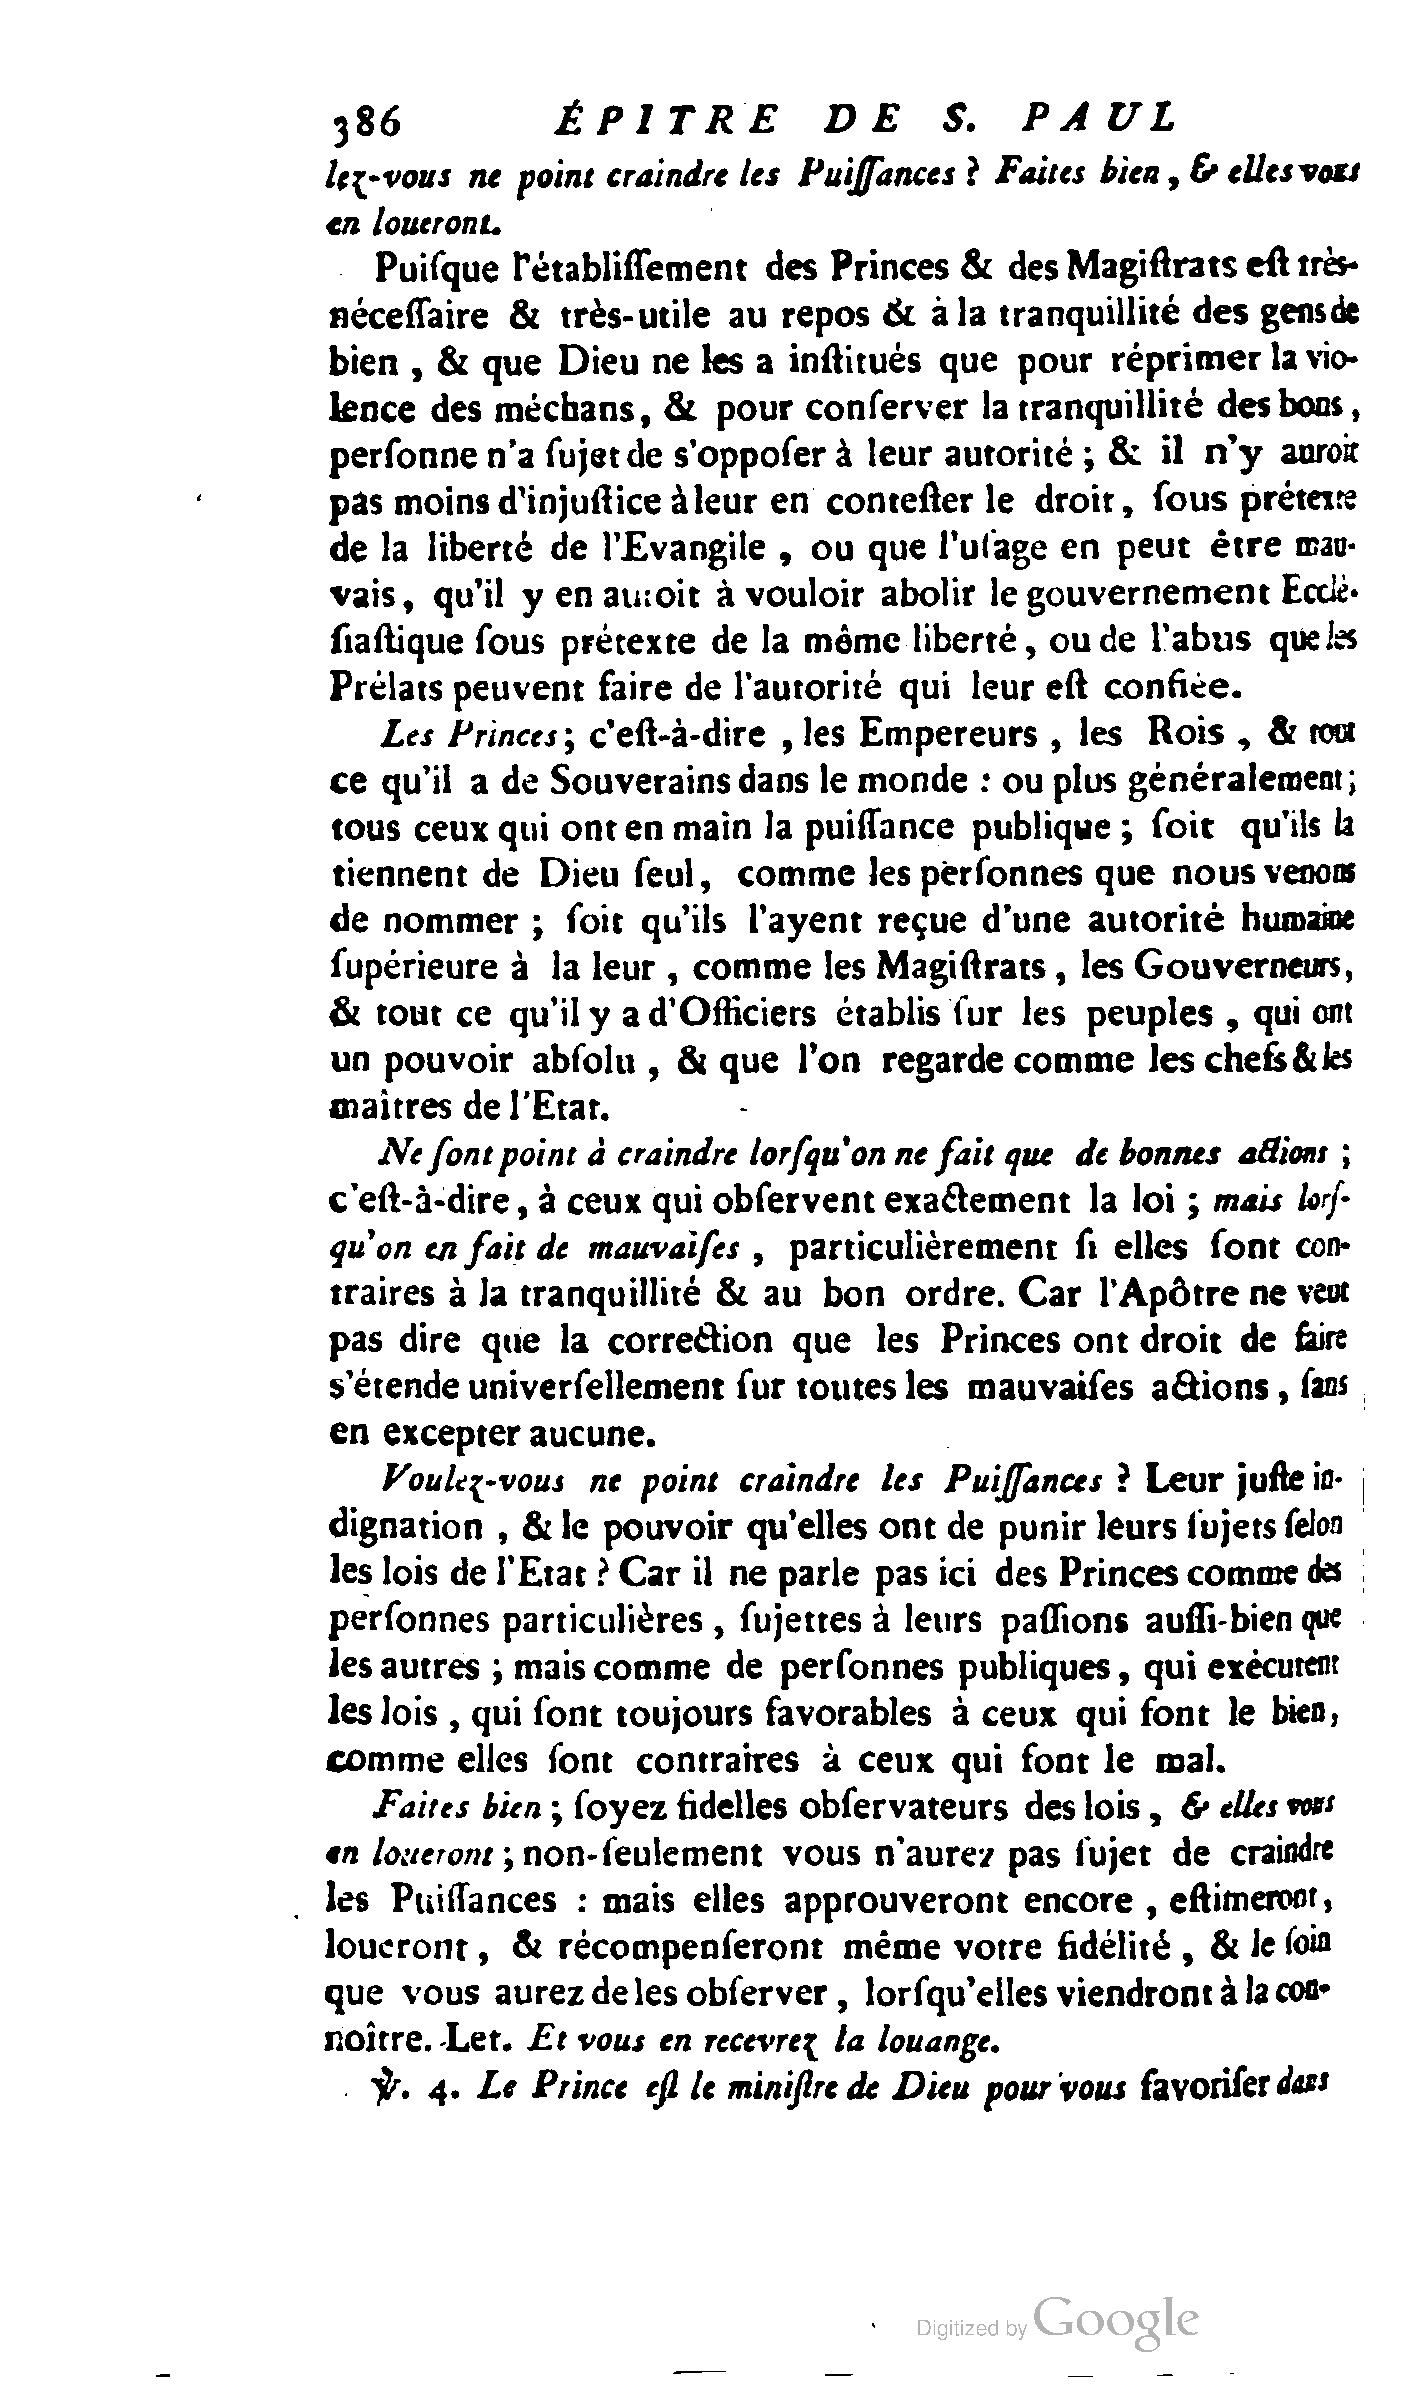 386 ÉPITRE DE S. PAUL
lez-vous ne point craindre les Puiſſances ? Faites bien, & elles vous
en loueront.
Puiſque l'établiſſement des Princes & des Magiſtrats eſt très-
néceſſaire & très-utile au repos & à la tranquillité des gens de
bien , & que Dieu ne les a inſtitués que pour réprimer la vio-
lence des méchans, & pour conſerver la tranquillité des bons,
perſonne n'a ſujet de s'oppoſer à leur autorité ; & il n'y auroit
pas moins d'injuſtice à leur en conteſter le droit, ſous prétexte
de la liberté de l'Evangile , ou que l'uſage en peut être mau-
vais, qu'il y en auroit à vouloir abolir le gouvernement Ecclé-
ſiaſtique ſous prétexte de la même liberté, ou de l'abus que les
Prélats peuvent faire de l'autorité qui leur eſt confiée.
Les Princes; c'eſt-à-dire , les Empereurs , les Rois , & tout
ce qu'il a de Souverains dans le monde : ou plus généralement;
tous ceux qui ont en main la puiſſance publique ; ſoit qu'ils la
tiennent de Dieu ſeul, comme les perſonnes que nous venons
de nommer ; ſoit qu'ils l'ayent reçue d'une autorité humaine
ſupérieure à la leur , comme les Magiſtrats , les Gouverneurs,
& tout ce qu'il y a d'Officiers établis ſur les peuples , qui ont
un pouvoir abſolu , & que l'on regarde comme les chefs & les
maîtres de l'Etat.
Ne ſont point à craindre lorſqu'on ne fait que de bonnes actions ;
c'eſt-à-dire, à ceux qui obſervent exactement la loi ; mais lorſ-
qu'on en fait de mauvaiſes , particulièrement ſi elles ſont con-
traires à la tranquillité & au bon ordre. Car l'Apôtre ne veut
pas dire que la correction que les Princes ont droit de faire
s'étende univerſellement ſur toutes les mauvaiſes actions, ſans
en excepter aucune.
Voulez-vous ne point craindre les Puiſſances ? Leur juſte in-
dignation , & le pouvoir qu'elles ont de punir leurs ſujets ſelon
les lois de l'Etat ? Car il ne parle pas ici des Princes comme des
perſonnes particulières , ſujettes à leurs paſſions auſſi-bien que
les autres ; mais comme de perſonnes publiques, qui exécutent
les lois , qui ſont toujours favorables à ceux qui font le bien,
comme elles ſont contraires à ceux qui font le mal.
Faites bien ; ſoyez fidelles obſervateurs des lois, & elles vous
en loueront ; non-ſeulement vous n'aurez pas ſujet de craindre
les Puiſſances : mais elles approuveront encore , eſtimeront,
loueront , & récompenſeront même votre fidélité , & le ſoin
que vous aurez de les obſerver , lorſqu'elles viendront à la con-
noître. Let. Et vous en recevrez la louange.
℣. 4. Le Prince eſt le miniſtre de Dieu pour vous favoriſer dans
Digitized by Google